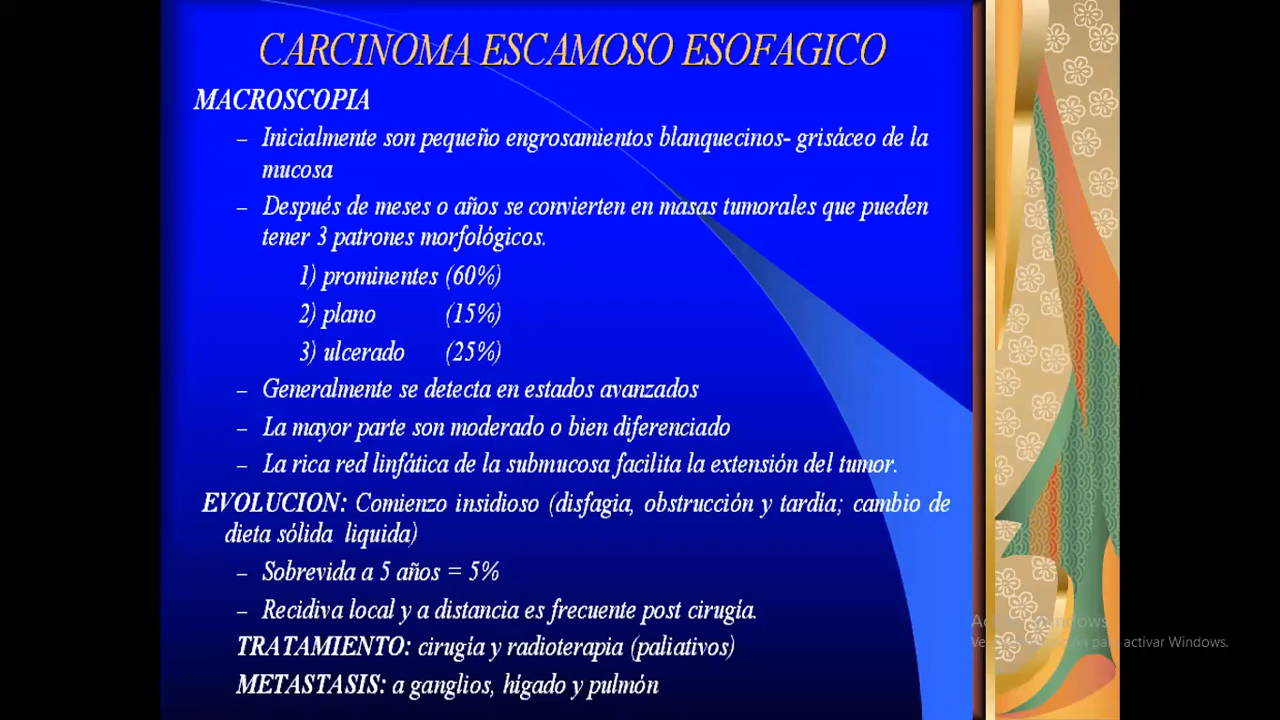 CARCINOMA ESCAMOSO ESOFAGICO
MACROSCOPIA
– Inicialmente son pequeño engrosamientos blanquecinos- grisáceo de la
mucosa
– Después de meses o años se convierten en masas tumorales que pueden
tener 3 patrones morfológicos.
1) prominentes (60%)
2) plano (15%)
3) ulcerado (25%)
– Generalmente se detecta en estados avanzados
– La mayor parte son moderado o bien diferenciado
– La rica red linfática de la submucosa facilita la extensión del tumor.
EVOLUCION: Comienzo insidioso (disfagia, obstrucción y tardía; cambio de
dieta sólida liquida)
– Sobrevida a 5 años = 5%
– Recidiva local y a distancia es frecuente post cirugía.
TRATAMIENTO: cirugía y radioterapia (paliativos)
METASTASIS: a ganglios, hígado y pulmón
Windows
para activar Windows.